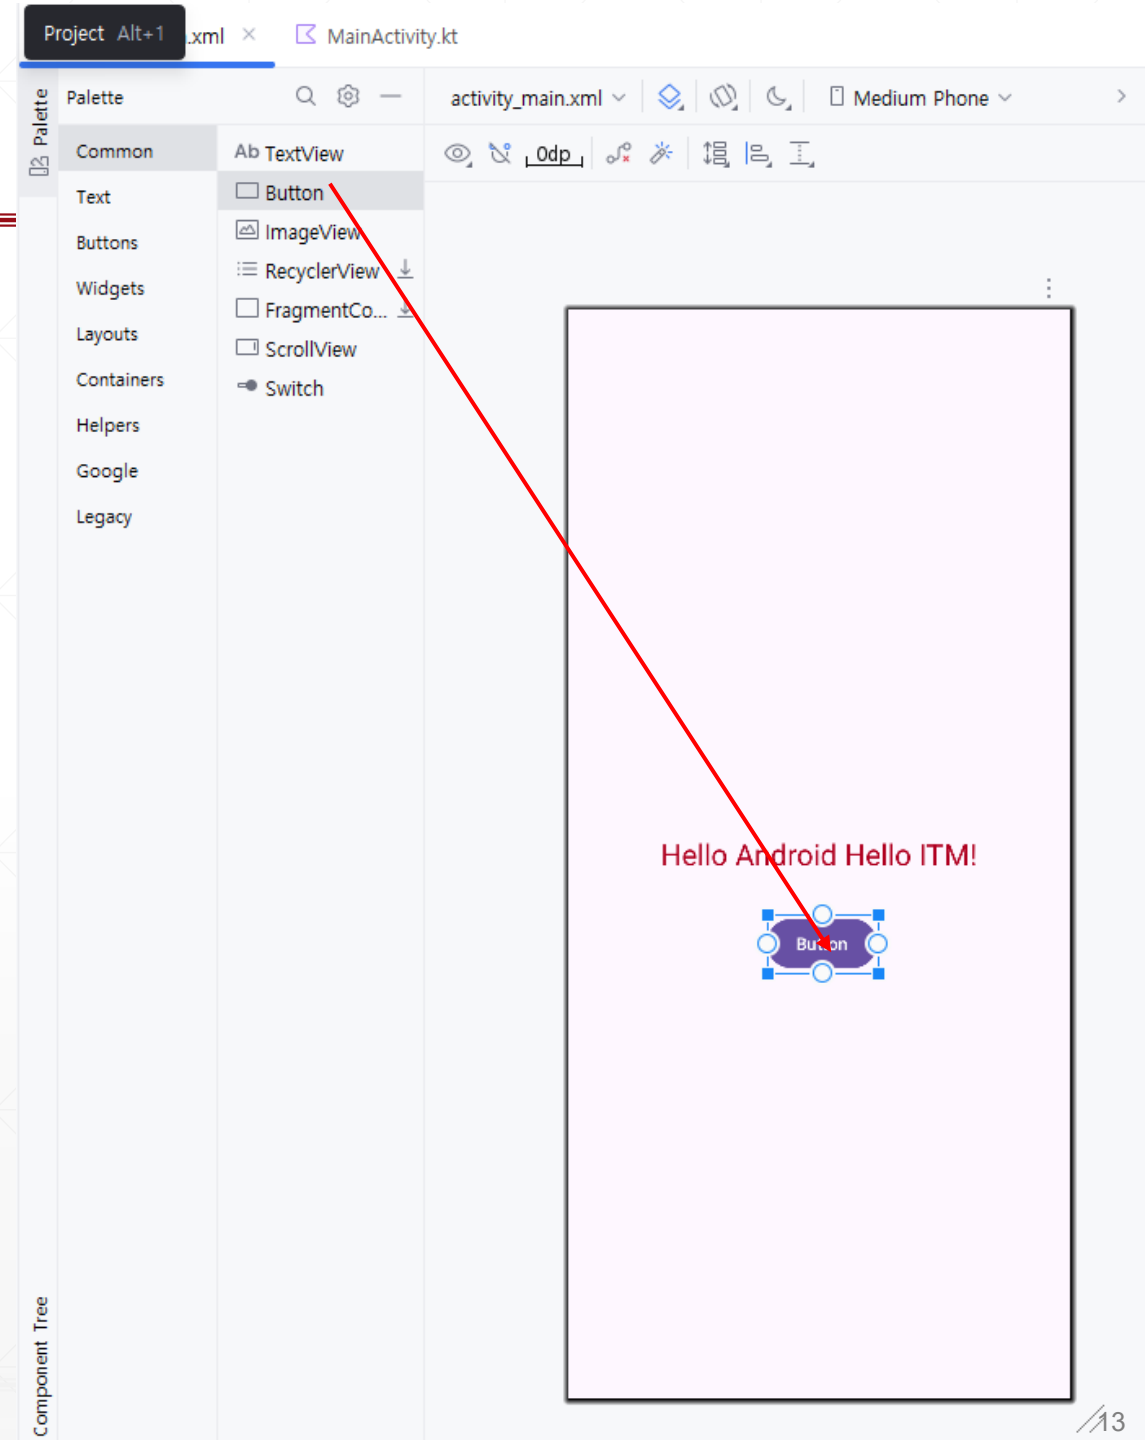 Project Alt+1 .xml MainActivity.kt
Palette
Palette
activity_main.xml
Medium Phone
0dp
Common
Text
Buttons
Widgets
Layouts
Containers
Helpers
Google
Legacy
Ab TextView
Button
ImageView
RecyclerView
FragmentCo...
ScrollView
Switch
Hello Android Hello ITM!
Button
Component Tree
13